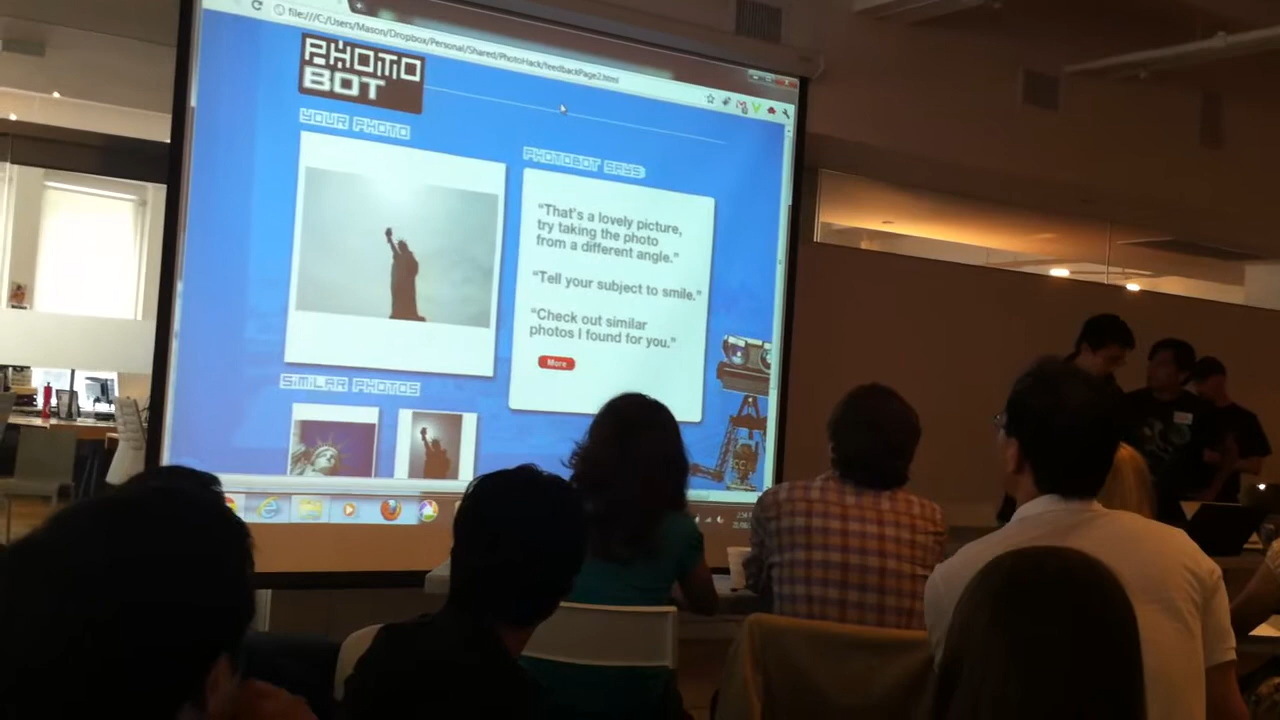 file:///C:/Users/Mason/Dropbox/Personal/Shared/PhotoHack/feedbackPage2.html
PHOTO
BOT
YOUR PHOTO
PHOTOBOT SAYS:
“That's a lovely picture,
try taking the photo
from a different angle.”
“Tell your subject to smile.”
“Check out similar
photos I found for you.”
More
SIMILAR PHOTOS